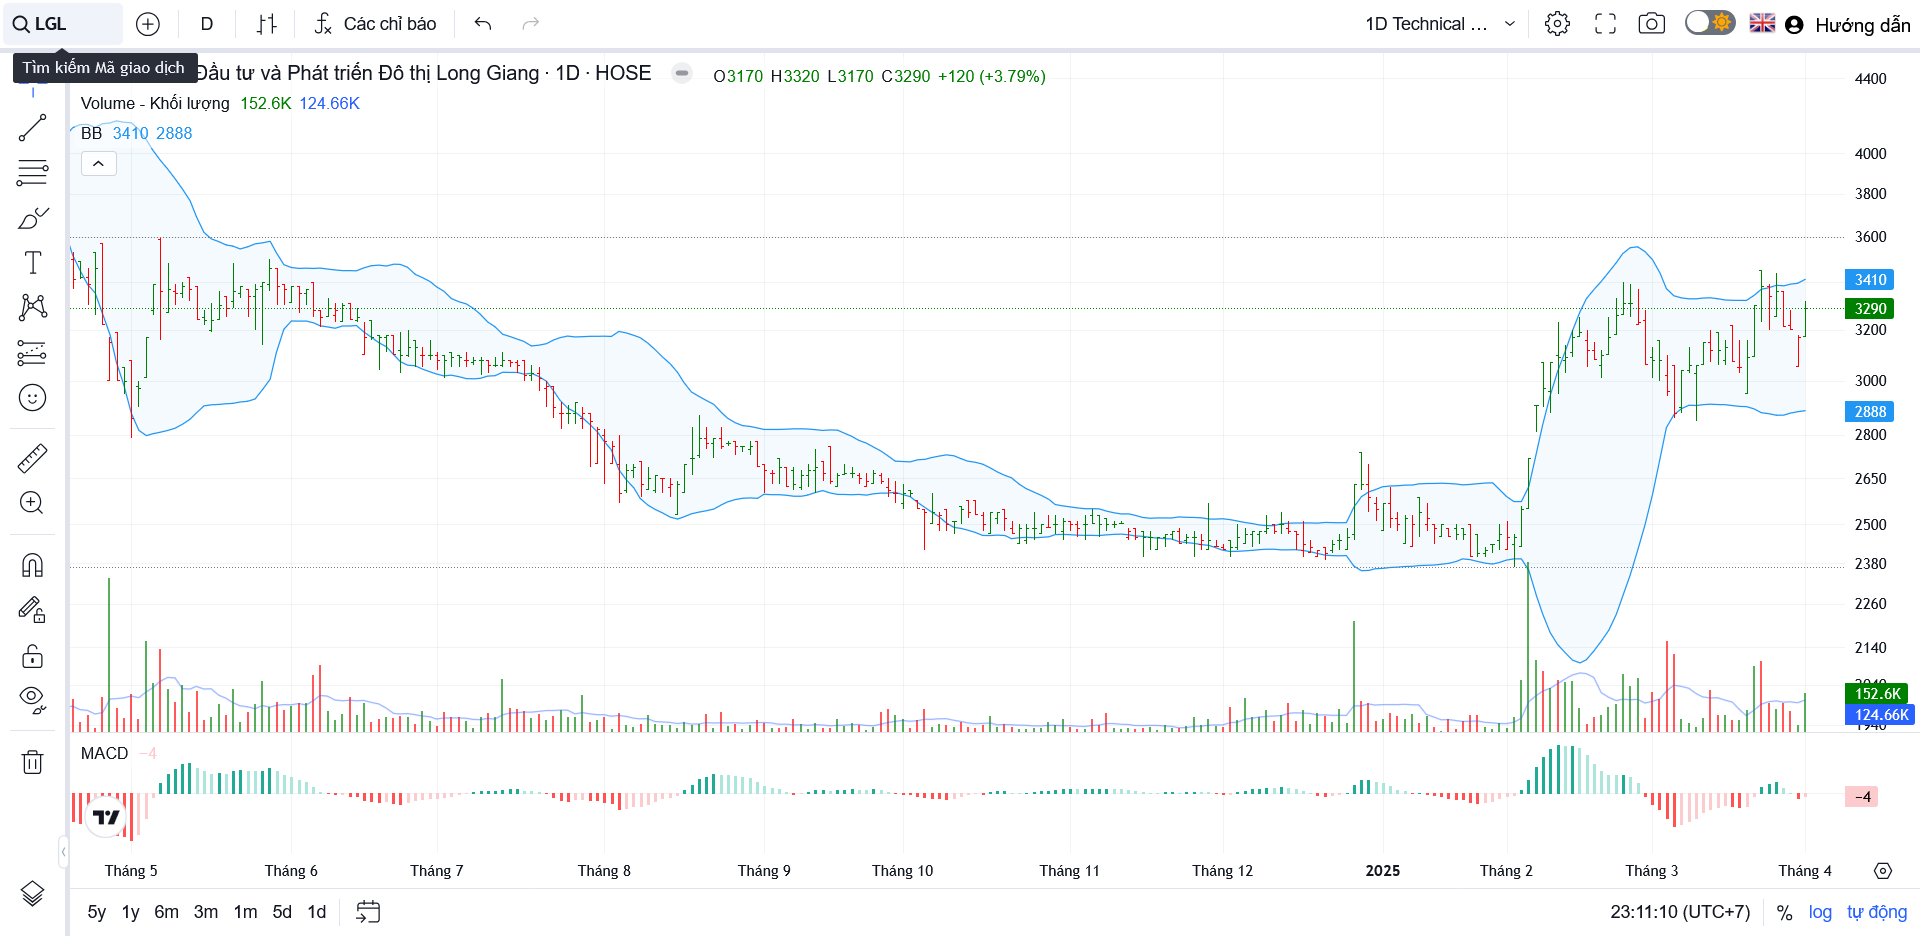 LGL
D
Các chỉ báo
1D Technical ...
Hướng dẫn
Tìm kiếm Mã giao dịch
Đầu tư và Phát triển Đô thị Long Giang · 1D · HOSE
O3170 H3320 L3170 C3290 +120 (+3.79%)
Volume - Khối lượng 152.6K 124.66K
BB 3410 2888
4400
4000
3800
3600
3410
3290
3200
3000
2888
2800
2650
2500
2380
2260
2140
152.6K
124.66K
1940
MACD −4
−4
Tháng 5 Tháng 6 Tháng 7 Tháng 8 Tháng 9 Tháng 10 Tháng 11 Tháng 12 2025 Tháng 2 Tháng 3 Tháng 4
5y 1y 6m 3m 1m 5d 1d
23:11:10 (UTC+7) % log tự động